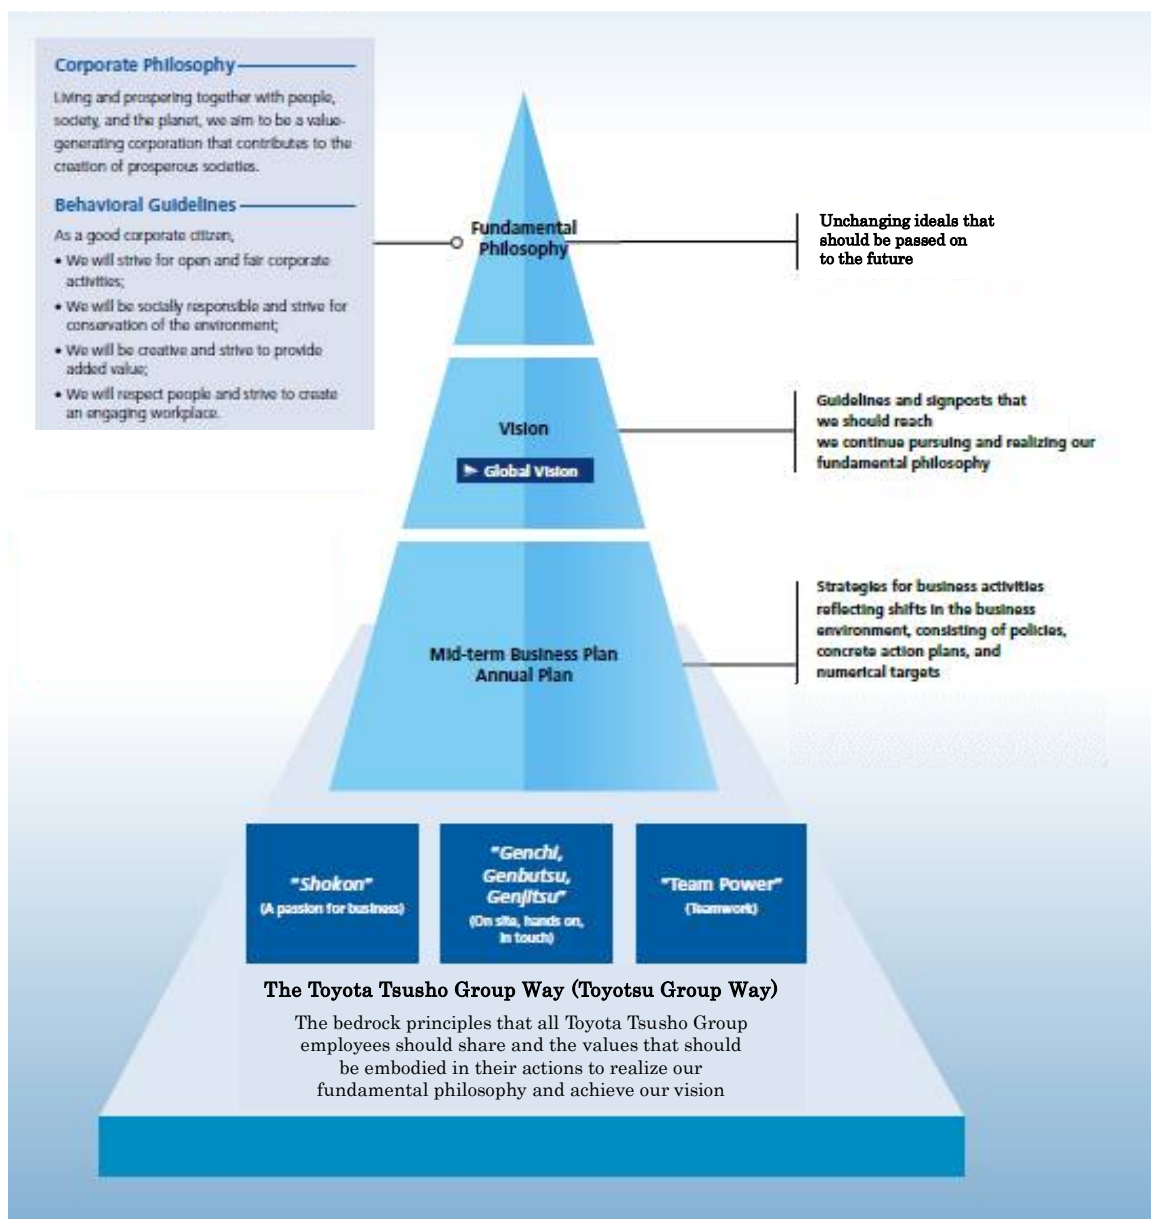 Corporate Philosophy
Living and prospering together with people,
society, and the planet, we aim to be a value-
generating corporation that contributes to the
creation of prosperous societies.
Behavioral Guidelines
As a good corporate citizen,
• We will strive for open and fair corporate
activities;
• We will be socially responsible and strive for
conservation of the environment;
• We will be creative and strive to provide
added value;
• We will respect people and strive to create
an engaging workplace.
Fundamental
Philosophy
Unchanging ideals that
should be passed on
to the future
Vision
► Global Vision
Guidelines and signposts that
we should reach
we continue pursuing and realizing our
fundamental philosophy
Mid-term Business Plan
Annual Plan
Strategies for business activities
reflecting shifts in the business
environment, consisting of policies,
concrete action plans, and
numerical targets
"Shokon"
(A passion for business)
"Genchi,
Genbutsu,
Genjitsu"
(On site, hands on,
in touch)
"Team Power"
(Teamwork)
The Toyota Tsusho Group Way (Toyotsu Group Way)
The bedrock principles that all Toyota Tsusho Group
employees should share and the values that should
be embodied in their actions to realize our
fundamental philosophy and achieve our vision